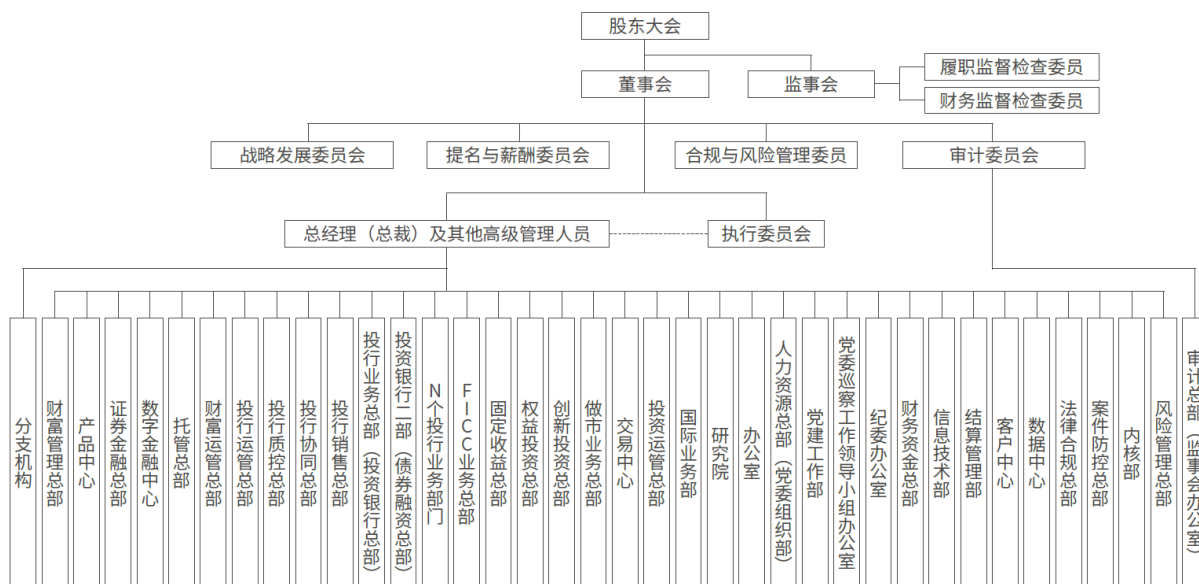 股东大会
董事会
监事会
履职监督检查委员
财务监督检查委员
战略发展委员会
提名与薪酬委员会
合规与风险管理委员
审计委员会
总经理（总裁）及其他高级管理人员
执行委员会
分支机构
财富管理总部
产品中心
证券金融总部
数字金融中心
托管总部
财富运管总部
投行运管总部
投行质控总部
投行协同总部
投行销售总部
投行业务总部（投资银行总部）
投资银行二部（债券融资总部）
N个投行业务部门
FICC业务总部
固定收益总部
权益投资总部
创新投资总部
做市业务总部
交易中心
投资运管总部
国际业务部
研究院
办公室
人力资源总部（党委组织部）
党建工作部
党委巡察工作领导小组办公室
纪委办公室
财务资金总部
信息技术部
结算管理部
客户中心
数据中心
法律合规总部
案件防控总部
内核部
风险管理总部
审计总部（监事会办公室）